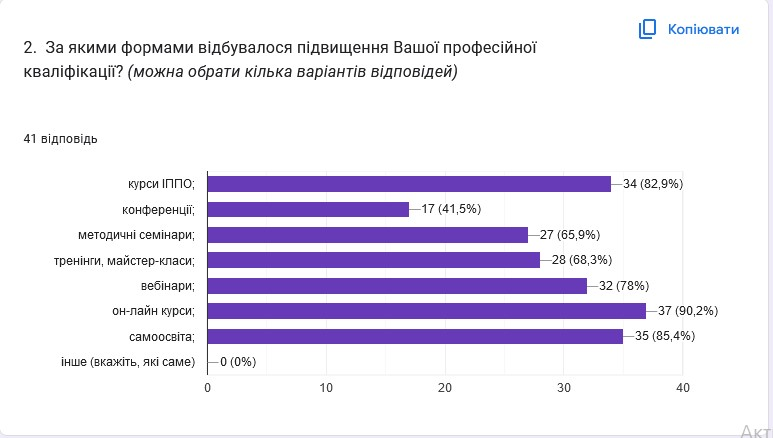 Копіювати
2. За якими формами відбувалося підвищення Вашої професійної
кваліфікації? (можна обрати кілька варіантів відповідей)
41 відповідь
курси ІППО; 34 (82,9%)
конференції; 17 (41,5%)
методичні семінари; 27 (65,9%)
тренінги, майстер-класи; 28 (68,3%)
вебінари; 32 (78%)
он-лайн курси; 37 (90,2%)
самоосвіта; 35 (85,4%)
інше (вкажіть, які саме) 0 (0%)
0 10 20 30 40